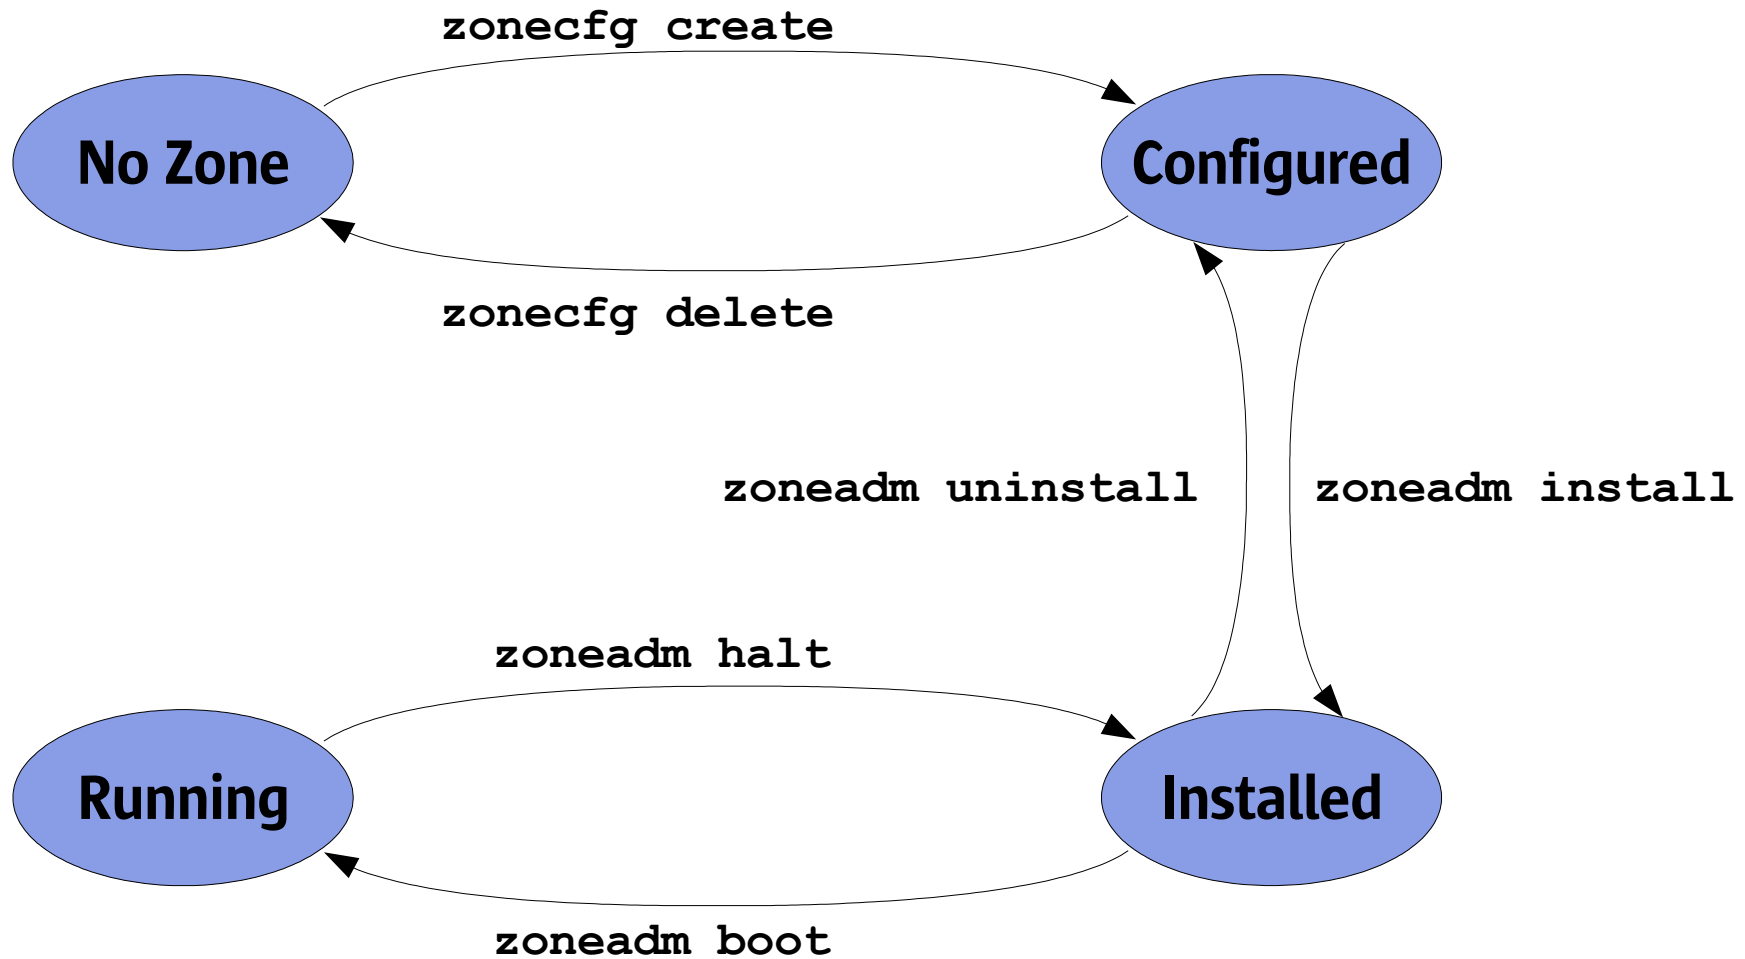 zonecfg create
No Zone
Configured
zonecfg delete
zoneadm uninstall
zoneadm install
zoneadm halt
Running
Installed
zoneadm boot